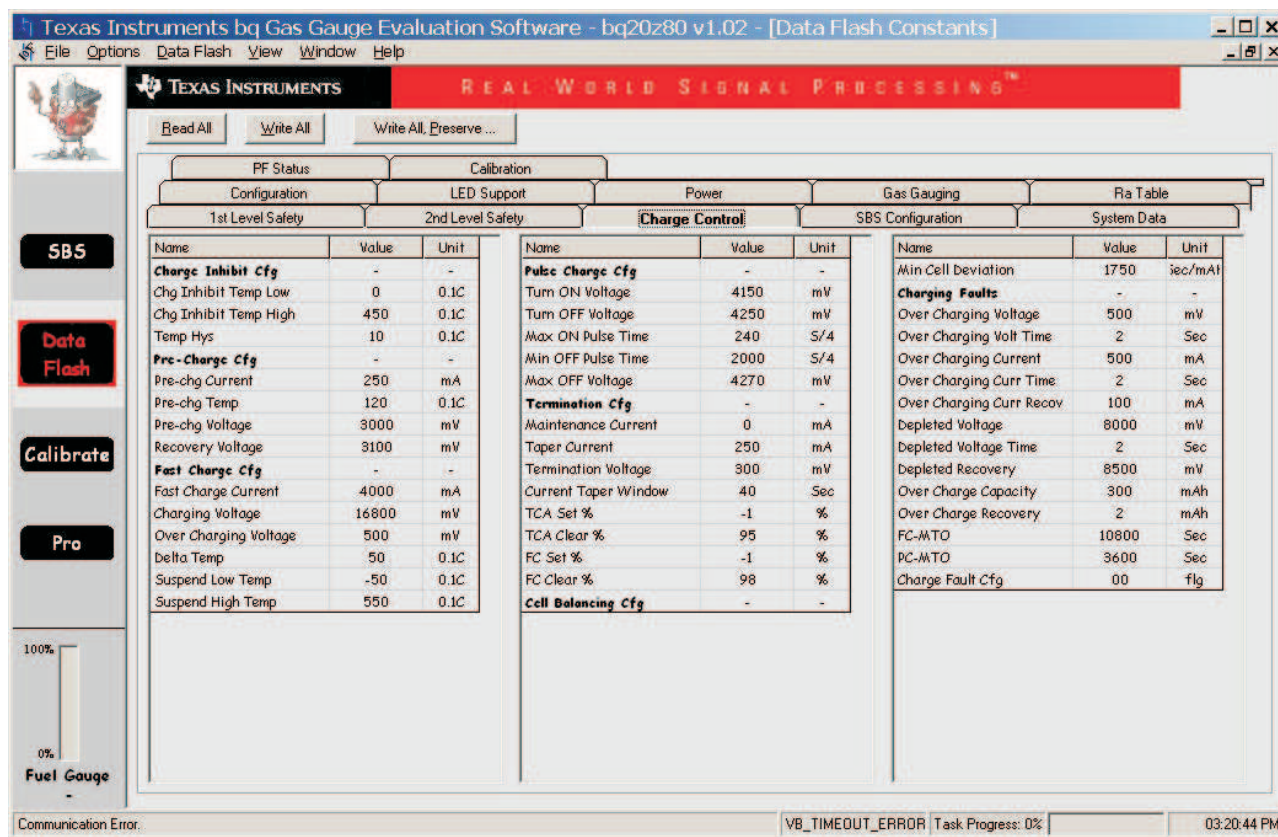 Texas Instruments bq Gas Gauge Evaluation Software - bq20z80 v1.02 - [Data Flash Constants]
File Options Data Flash View Window Help
TEXAS INSTRUMENTS
REAL WORLD SIGNAL PROCESSING™
Read All Write All Write All, Preserve ...
PF Status Calibration
Configuration LED Support Power Gas Gauging Ra Table
1st Level Safety 2nd Level Safety Charge Control SBS Configuration System Data
SBS
Data
Flash
Calibrate
Pro
100%
0%
Fuel Gauge
-
Name Value Unit
Charge Inhibit Cfg - -
Chg Inhibit Temp Low 0 0.1C
Chg Inhibit Temp High 450 0.1C
Temp Hys 10 0.1C
Pre-Charge Cfg - -
Pre-chg Current 250 mA
Pre-chg Temp 120 0.1C
Pre-chg Voltage 3000 mV
Recovery Voltage 3100 mV
Fast Charge Cfg - -
Fast Charge Current 4000 mA
Charging Voltage 16800 mV
Over Charging Voltage 500 mV
Delta Temp 50 0.1C
Suspend Low Temp -50 0.1C
Suspend High Temp 550 0.1C
Name Value Unit
Pulse Charge Cfg - -
Turn ON Voltage 4150 mV
Turn OFF Voltage 4250 mV
Max ON Pulse Time 240 S/4
Min OFF Pulse Time 2000 S/4
Max OFF Voltage 4270 mV
Termination Cfg - -
Maintenance Current 0 mA
Taper Current 250 mA
Termination Voltage 300 mV
Current Taper Window 40 Sec
TCA Set % -1 %
TCA Clear % 95 %
FC Set % -1 %
FC Clear % 98 %
Cell Balancing Cfg - -
Name Value Unit
Min Cell Deviation 1750 sec/mAh
Charging Faults - -
Over Charging Voltage 500 mV
Over Charging Volt Time 2 Sec
Over Charging Current 500 mA
Over Charging Curr Time 2 Sec
Over Charging Curr Recov 100 mA
Depleted Voltage 8000 mV
Depleted Voltage Time 2 Sec
Depleted Recovery 8500 mV
Over Charge Capacity 300 mAh
Over Charge Recovery 2 mAh
FC-MTO 10800 Sec
PC-MTO 3600 Sec
Charge Fault Cfg 00 flg
Communication Error. VB_TIMEOUT_ERROR Task Progress: 0% 03:20:44 PM